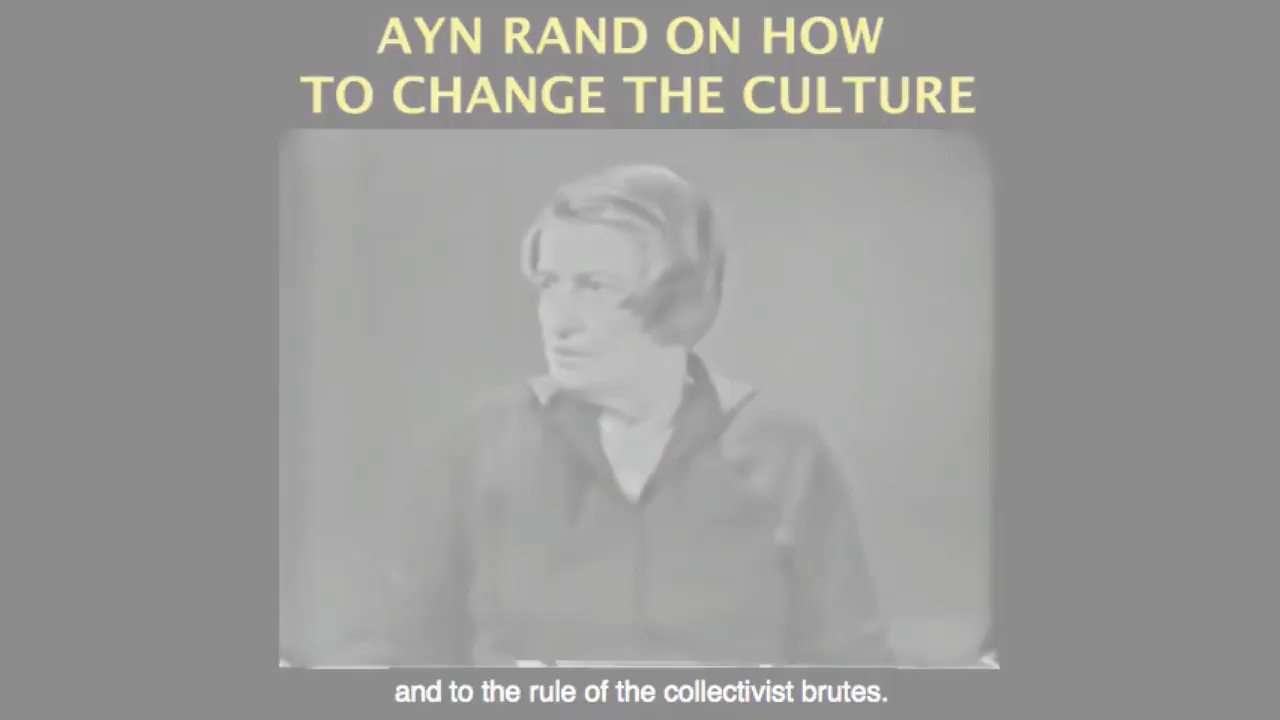 AYN RAND ON HOW
TO CHANGE THE CULTURE
and to the rule of the collectivist brutes.